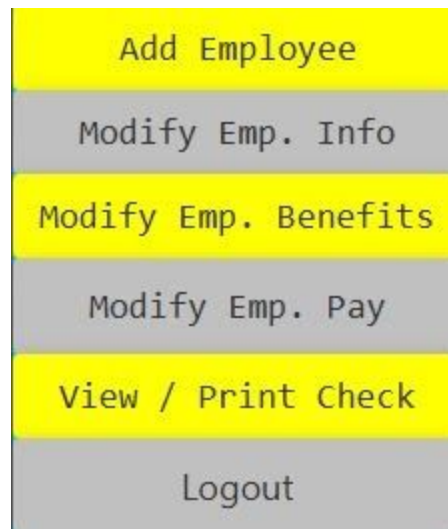 Add Employee
Modify Emp. Info
Modify Emp. Benefits
Modify Emp. Pay
View / Print Check
Logout